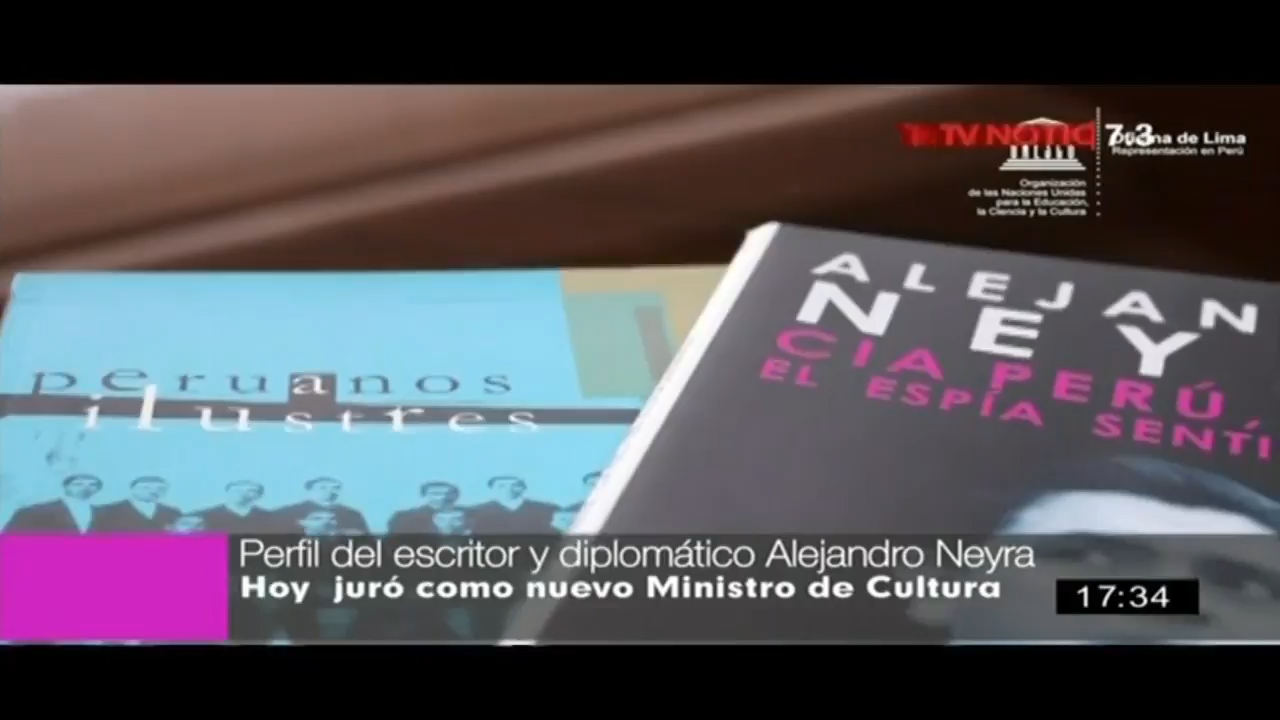 TV NOTIC 7.3
Oficina de Lima
Representación en Perú
UNESCO
Organización
de las Naciones Unidas
para la Educación,
la Ciencia y la Cultura
peruanos
ilustres
ALEJAN
NEY
CIA PERÚ,
EL ESPÍA SENTI
Perfil del escritor y diplomático Alejandro Neyra
Hoy juró como nuevo Ministro de Cultura
17:34